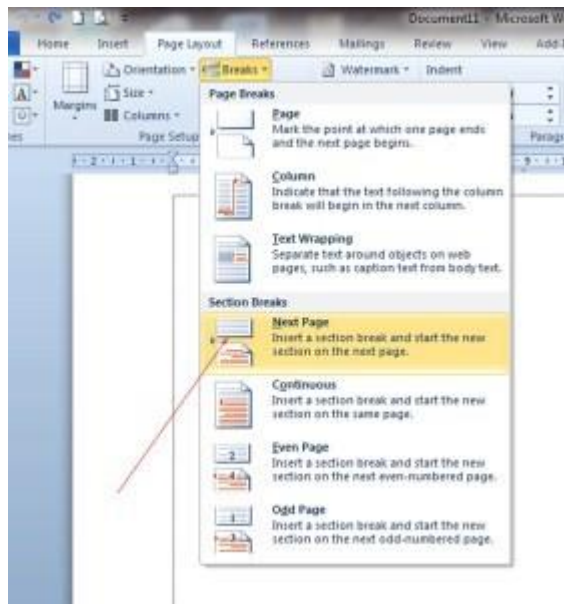 Document11 - Microsoft W
Home Insert Page Layout References Mailings Review View Add-I
Orientation Breaks Watermark Indent
Margins Size
Columns
Page Setup Paragr
Page Breaks
Page
Mark the point at which one page ends
and the next page begins.
Column
Indicate that the text following the column
break will begin in the next column.
Text Wrapping
Separate text around objects on web
pages, such as caption text from body text.
Section Breaks
Next Page
Insert a section break and start the new
section on the next page.
Continuous
Insert a section break and start the new
section on the same page.
Even Page
Insert a section break and start the new
section on the next even-numbered page.
Odd Page
Insert a section break and start the new
section on the next odd-numbered page.